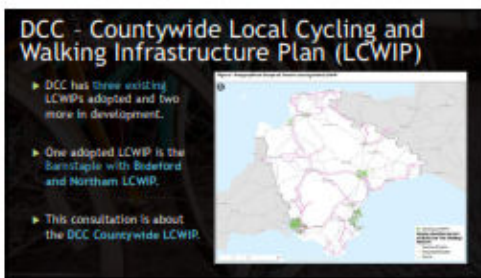 DCC - Countywide Local Cycling and
Walking Infrastructure Plan (LCWIP)
DCC has three existing
LCWIPs adopted and two
more in development.
One adopted LCWIP is the
Barnstaple with Bideford
and Northam LCWIP.
This consultation is about
the DCC Countywide LCWIP.